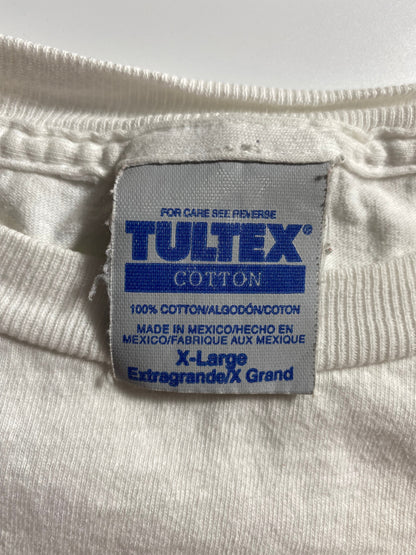 FOR CARE SEE REVERSE
TULTEX®
COTTON
100% COTTON/ALGODÓN/COTON
MADE IN MEXICO/HECHO EN
MEXICO/FABRIQUE AUX MEXIQUE
X-Large
Extragrande/X Grand